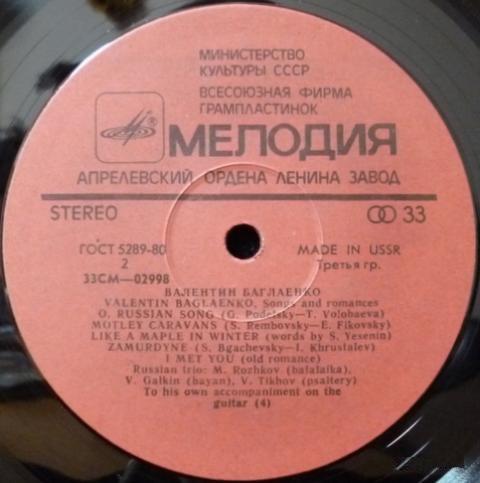 МИНИСТЕРСТВО
КУЛЬТУРЫ СССР
ВСЕСОЮЗНАЯ ФИРМА
ГРАМПЛАСТИНОК
МЕЛОДИЯ
АПРЕЛЕВСКИЙ ОРДЕНА ЛЕНИНА ЗАВОД
STEREO 33
ГОСТ 5289-80 MADE IN USSR
2 Третья гр.
33СМ—02998
ВАЛЕНТИН БАГЛАЕНКО
VALENTIN BAGLAENKO, Songs and romances
O, RUSSIAN SONG (G. Podelsky—T. Volobaeva)
MOTLEY CARAVANS (S. Rembovsky—E. Fikovsky)
LIKE A MAPLE IN WINTER (words by S. Yesenin)
ZAMURDYNE (S. Bgachevsky—I. Khrustalev)
I MET YOU (old romance)
Russian trio: M. Rozhkov (balalaika),
V. Galkin (bayan), V. Tikhov (psaltery)
To his own accompaniment on the
guitar (4)